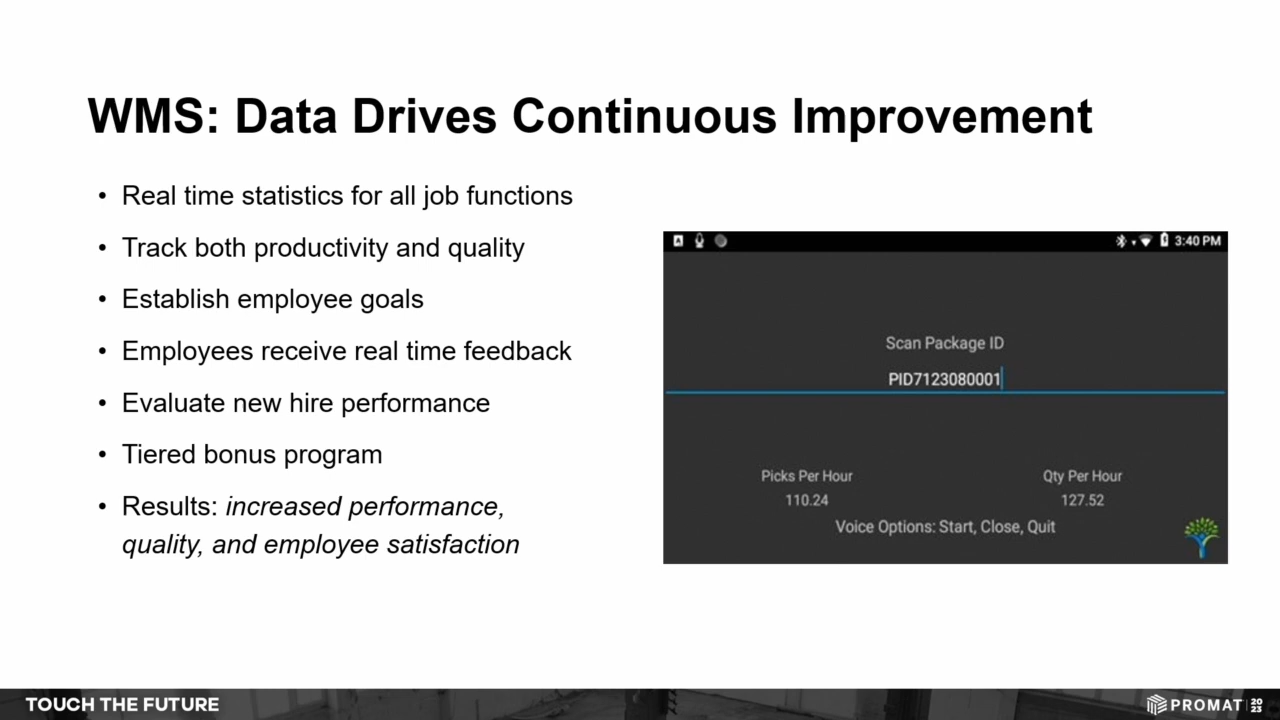 WMS: Data Drives Continuous Improvement
• Real time statistics for all job functions
• Track both productivity and quality
• Establish employee goals
• Employees receive real time feedback
• Evaluate new hire performance
• Tiered bonus program
• Results: increased performance,
quality, and employee satisfaction
3:40 PM
Scan Package ID
PID7123080001
Picks Per Hour
Qty Per Hour
110.24
127.52
Voice Options: Start, Close, Quit
TOUCH THE FUTURE
PROMAT 2023